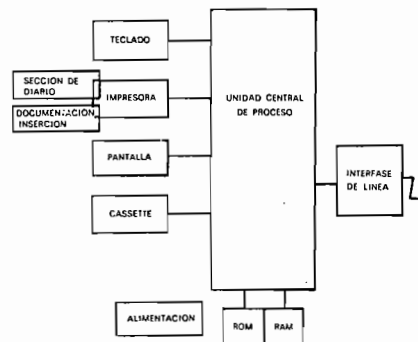 TECLADO
SECCION DE
DIARIO
IMPRESORA
DOCUMENTACION
INSERCION
UNIDAD CENTRAL
DE PROCESO
PANTALLA
INTERFASE
DE LINEA
CASSETTE
ALIMENTACION
ROM
RAM